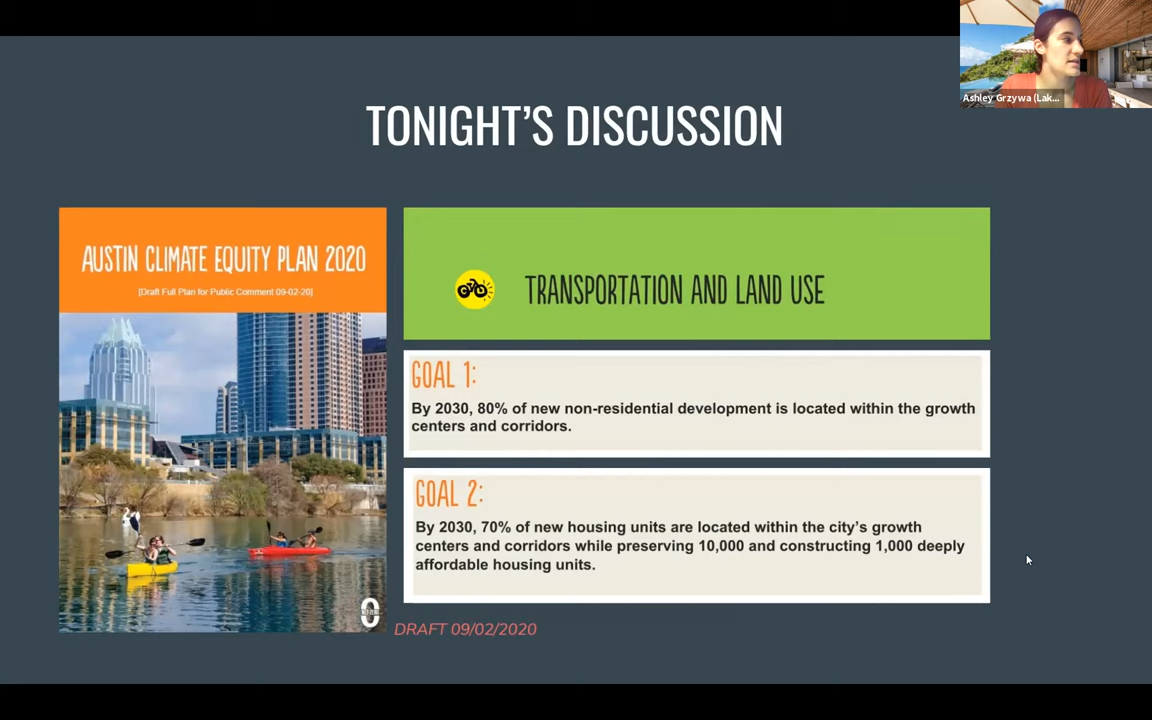 Ashley Grzywa (Lak...
TONIGHT'S DISCUSSION
AUSTIN CLIMATE EQUITY PLAN 2020
[Draft Full Plan for Public Comment 09-02-20]
TRANSPORTATION AND LAND USE
GOAL 1:
By 2030, 80% of new non-residential development is located within the growth
centers and corridors.
GOAL 2:
By 2030, 70% of new housing units are located within the city's growth
centers and corridors while preserving 10,000 and constructing 1,000 deeply
affordable housing units.
DRAFT 09/02/2020